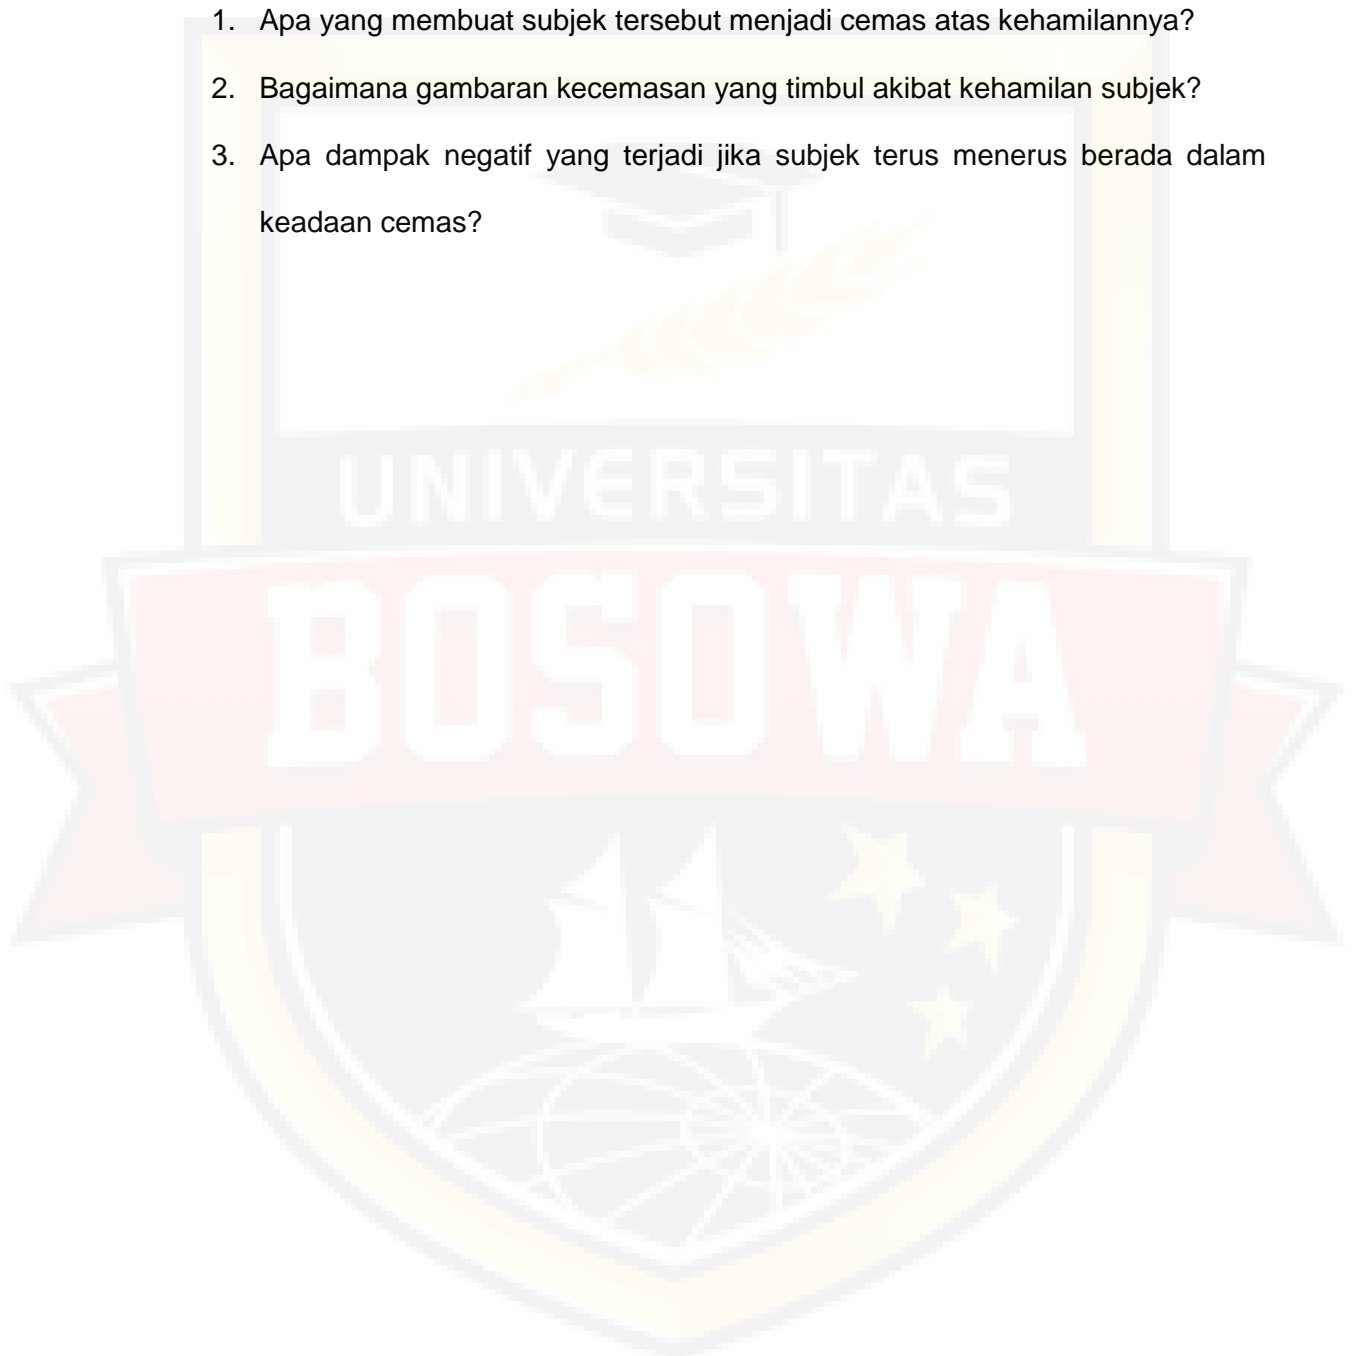 1. Apa yang membuat subjek tersebut menjadi cemas atas kehamilannya?
2. Bagaimana gambaran kecemasan yang timbul akibat kehamilan subjek?
3. Apa dampak negatif yang terjadi jika subjek terus menerus berada dalam
keadaan cemas?
UNIVERSITAS
BOSOWA